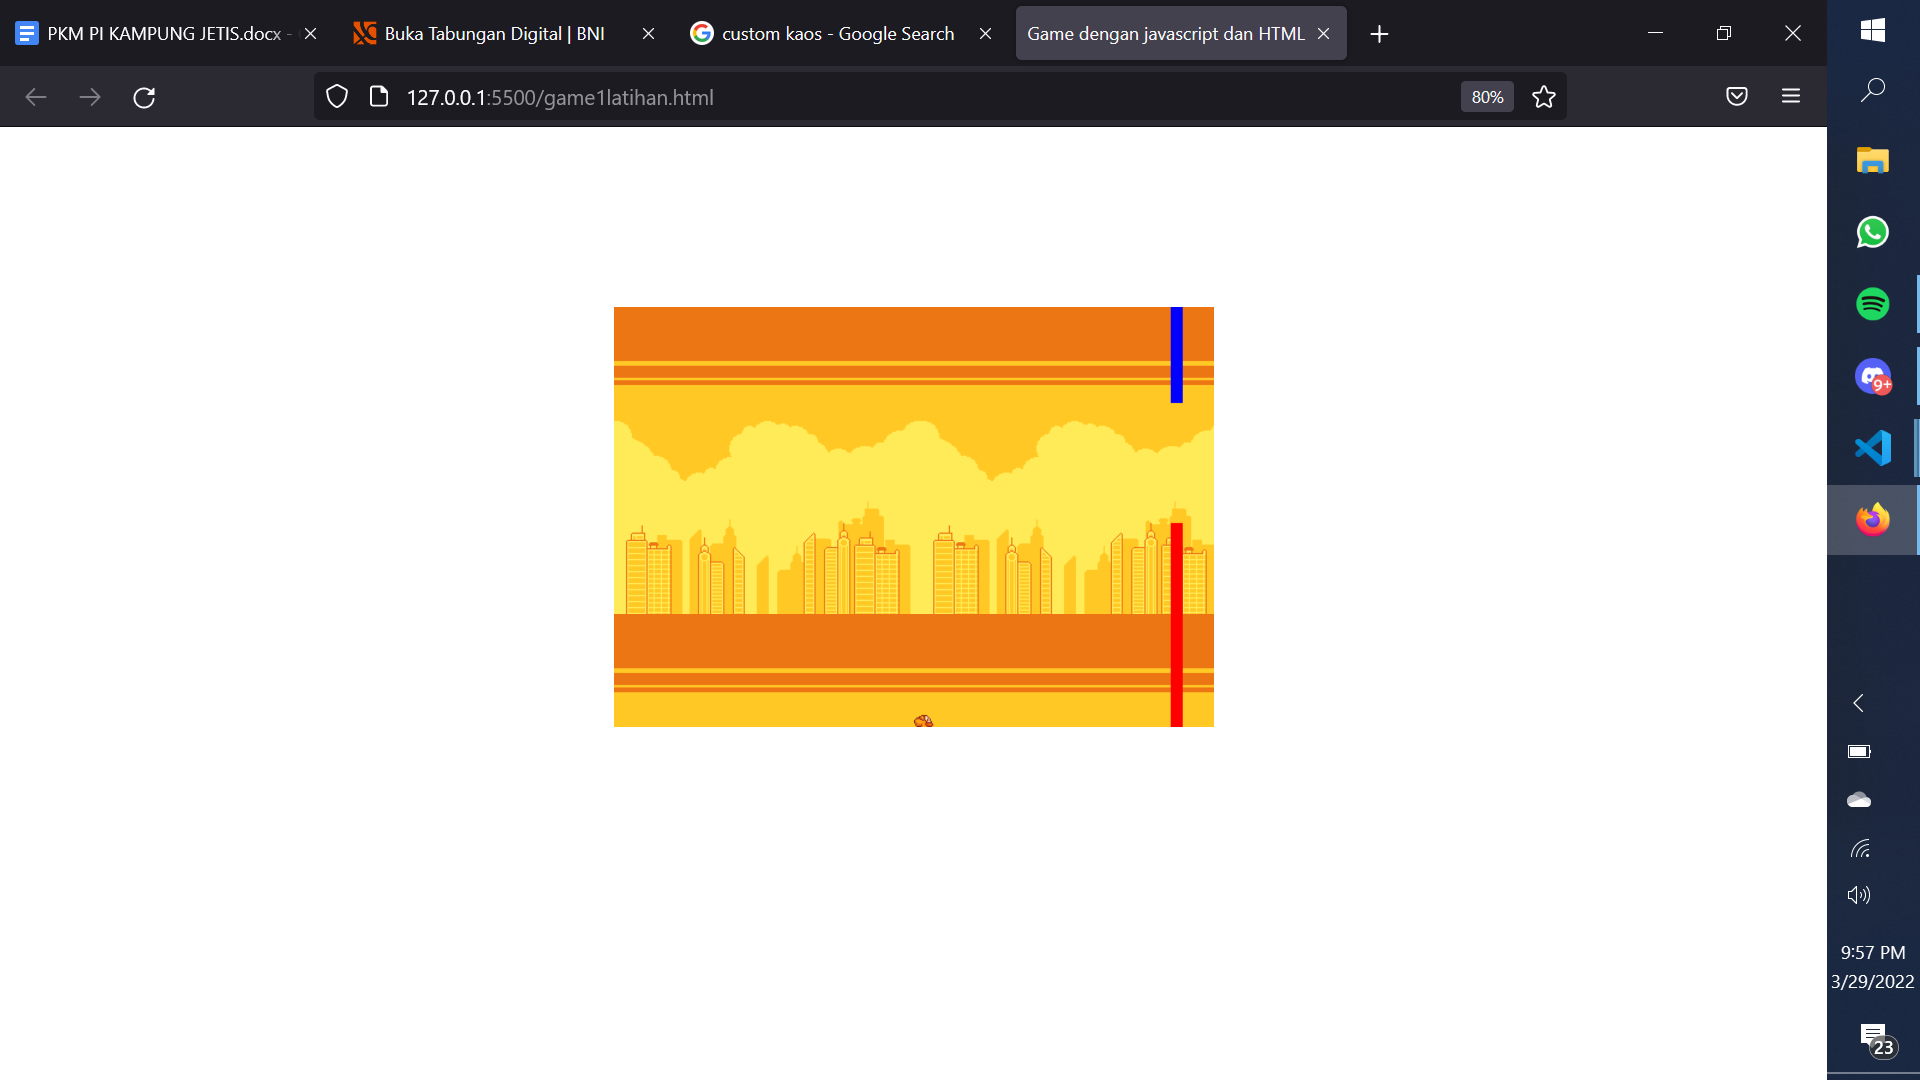 PKM PI KAMPUNG JETIS.docx -
Buka Tabungan Digital | BNI
custom kaos - Google Search
Game dengan javascript dan HTML
127.0.0.1:5500/game1latihan.html
80%
9+
9:57 PM
3/29/2022
23